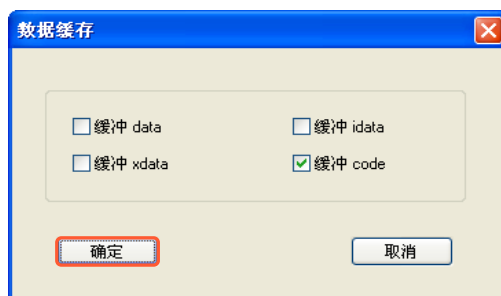 数据缓存
缓冲 data 缓冲 idata
缓冲 xdata 缓冲 code
确定 取消